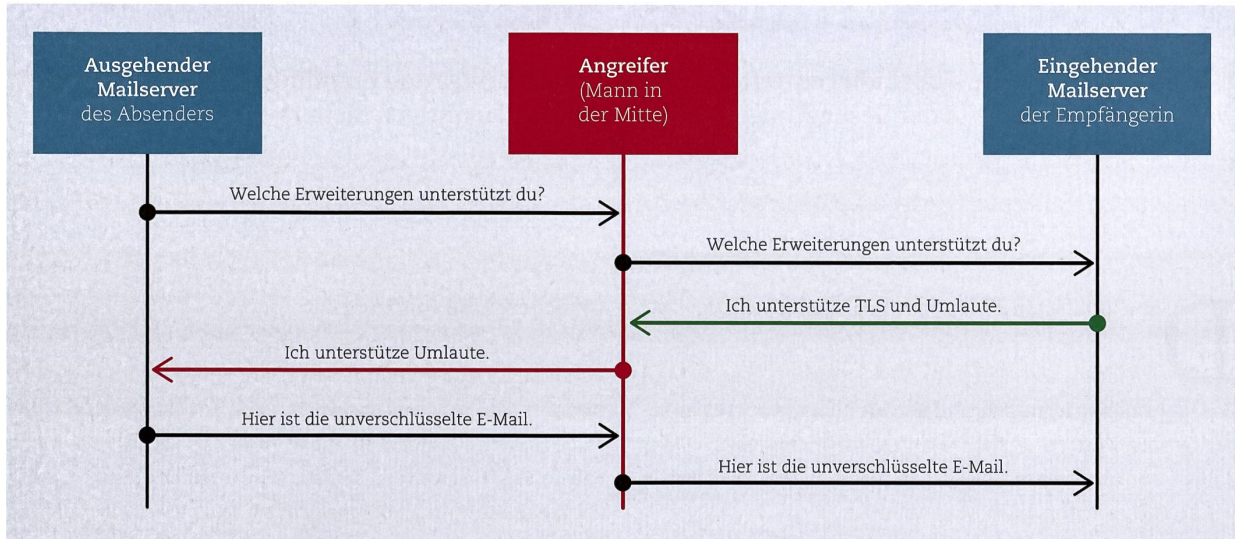 Ausgehender
Mailserver
des Absenders
Angreifer
(Mann in
der Mitte)
Eingehender
Mailserver
der Empfängerin
Welche Erweiterungen unterstützt du?
Welche Erweiterungen unterstützt du?
Ich unterstütze TLS und Umlaute.
Ich unterstütze Umlaute.
Hier ist die unverschlüsselte E-Mail.
Hier ist die unverschlüsselte E-Mail.